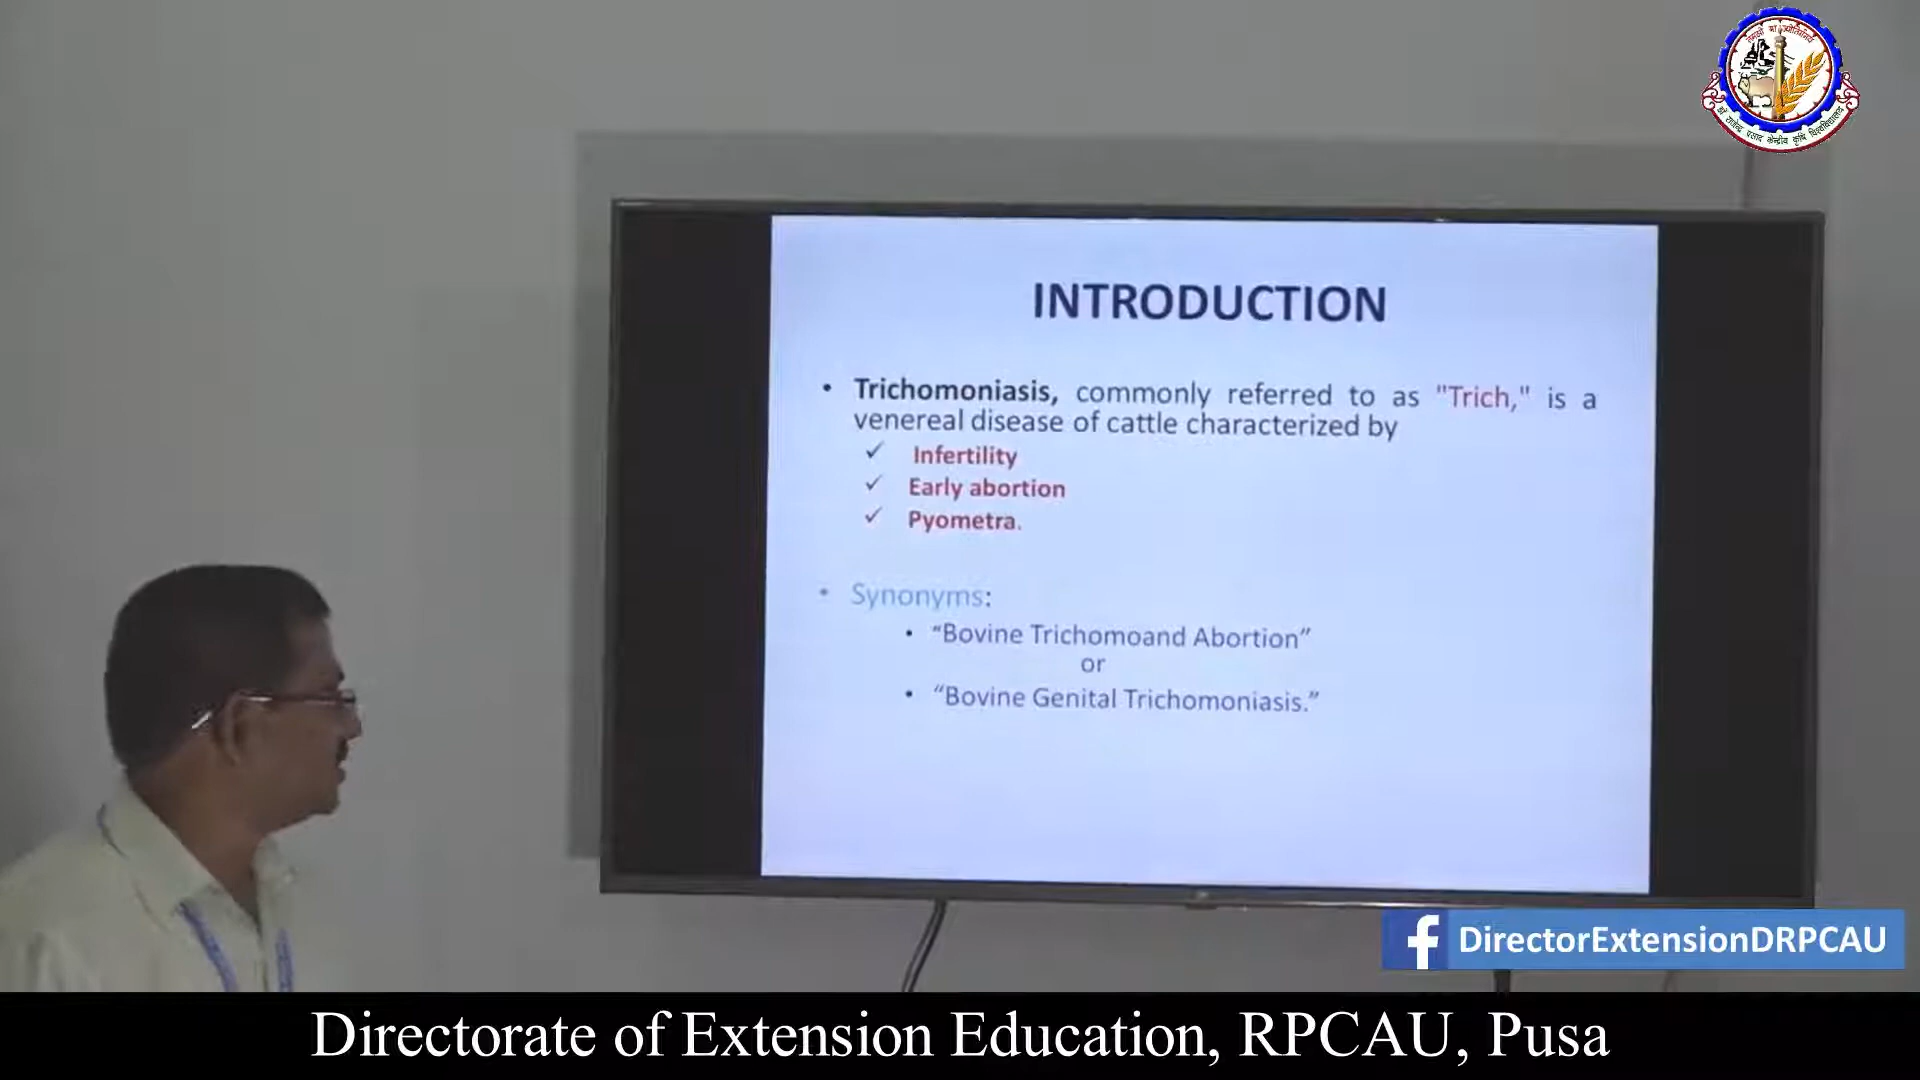 INTRODUCTION
• Trichomoniasis, commonly referred to as "Trich," is a
venereal disease of cattle characterized by
✓ Infertility
✓ Early abortion
✓ Pyometra.
• Synonyms:
• “Bovine Trichomoand Abortion”
or
• “Bovine Genital Trichomoniasis.”
f DirectorExtensionDRPCAU
Directorate of Extension Education, RPCAU, Pusa